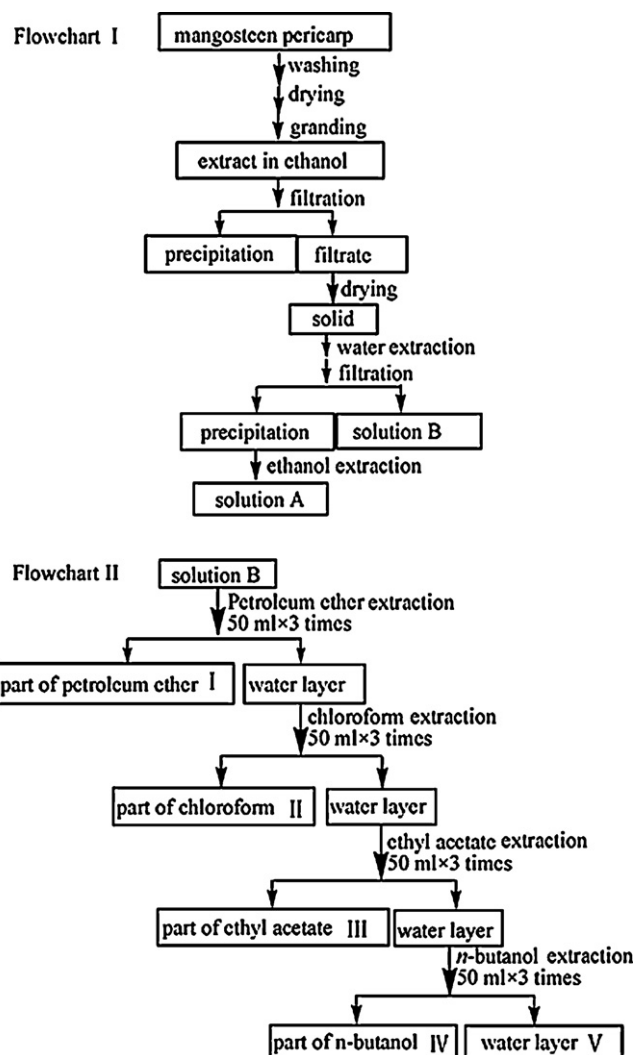 Flowchart I
mangosteen pericarp
washing
drying
granding
extract in ethanol
filtration
precipitation
filtrate
drying
solid
water extraction
filtration
precipitation
solution B
ethanol extraction
solution A
Flowchart II
solution B
Petroleum ether extraction
50 ml×3 times
part of petroleum ether I
water layer
chloroform extraction
50 ml×3 times
part of chloroform II
water layer
ethyl acetate extraction
50 ml×3 times
part of ethyl acetate III
water layer
n-butanol extraction
50 ml×3 times
part of n-butanol IV
water layer V